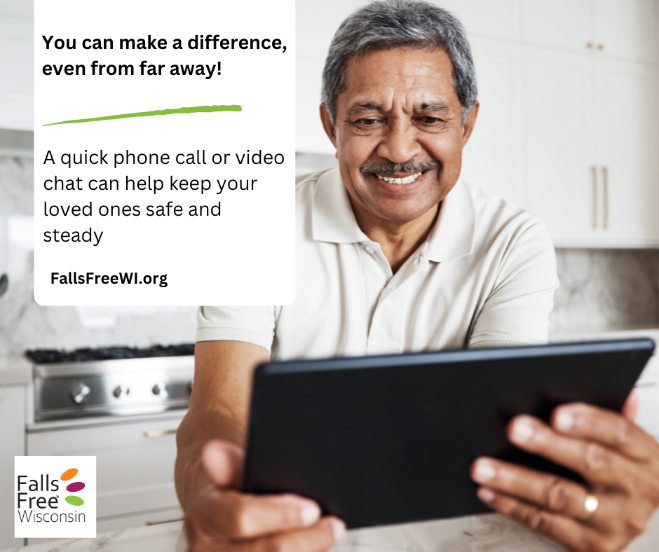 You can make a difference,
even from far away!
A quick phone call or video
chat can help keep your
loved ones safe and
steady
FallsFreeWI.org
Falls
Free
Wisconsin